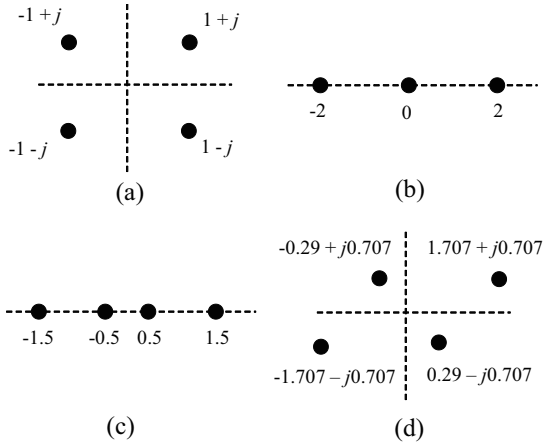 -1 + j
1 + j
-1 - j
1 - j
(a)
-2
0
2
(b)
-1.5
-0.5
0.5
1.5
(c)
-0.29 + j0.707
1.707 + j0.707
-1.707 – j0.707
0.29 – j0.707
(d)